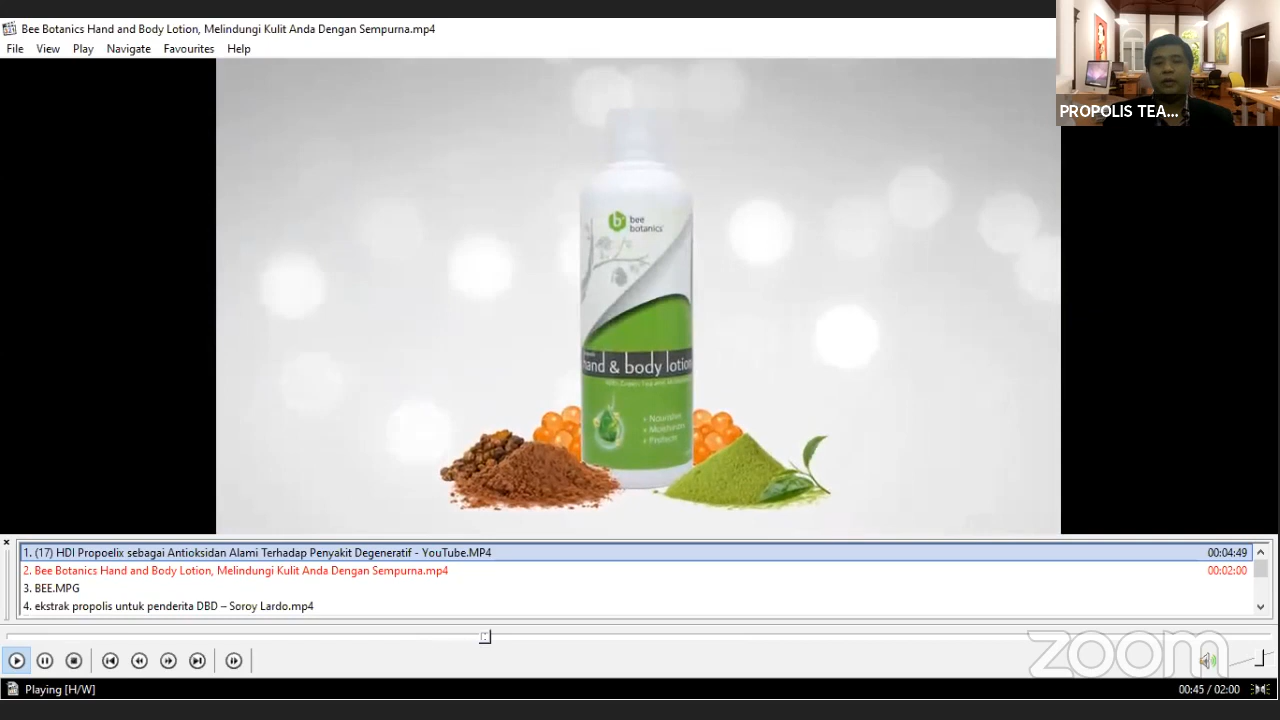 Bee Botanics Hand and Body Lotion, Melindungi Kulit Anda Dengan Sempurna.mp4
File View Play Navigate Favourites Help
PROPOLIS TEA...
b bee
botanics
hand & body lotion
Nourishes
Moisturizes
Protects
1. (17) HDI Propoelix sebagai Antioksidan Alami Terhadap Penyakit Degeneratif - YouTube.MP4 00:04:49
2. Bee Botanics Hand and Body Lotion, Melindungi Kulit Anda Dengan Sempurna.mp4 00:02:00
3. BEE.MPG
4. ekstrak propolis untuk penderita DBD – Soroy Lardo.mp4
zoom
Playing [H/W] 00:45 / 02:00